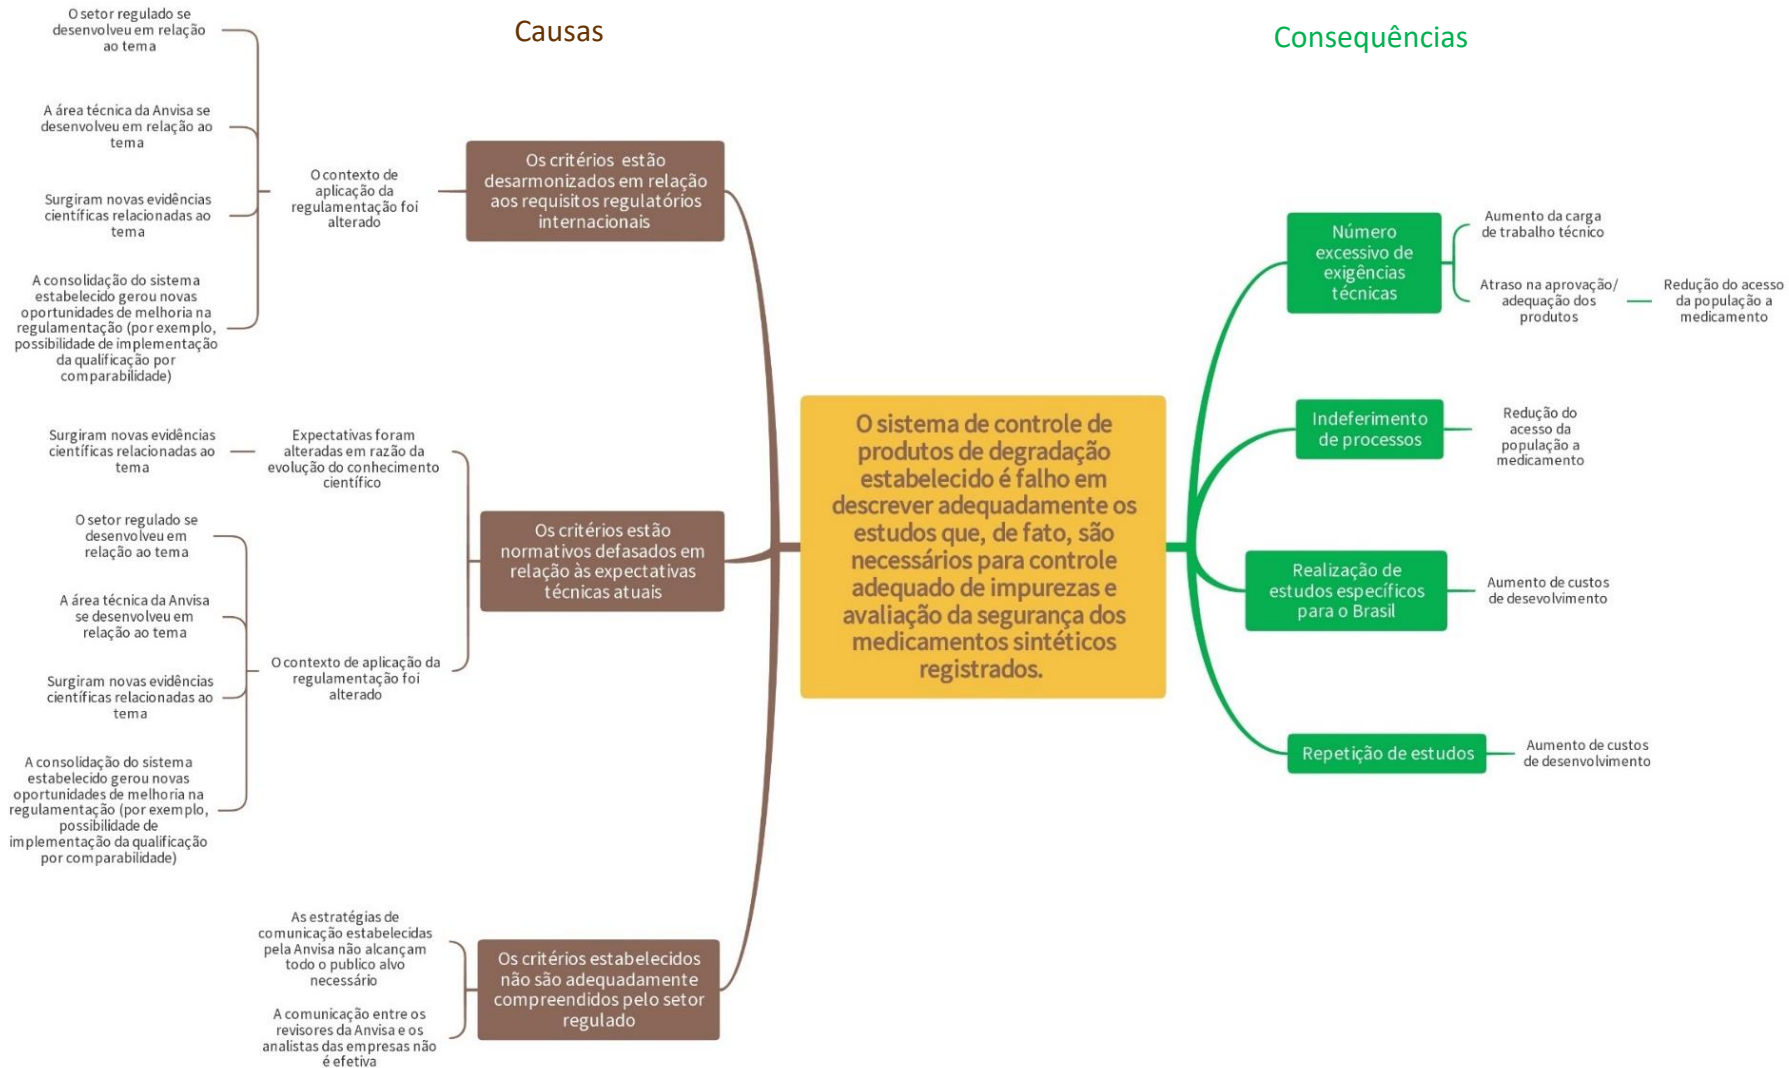 Causas
Consequências
O setor regulado se
desenvolveu em relação
ao tema
A área técnica da Anvisa se
desenvolveu em relação ao
tema
Surgiram novas evidências
científicas relacionadas ao
tema
A consolidação do sistema
estabelecido gerou novas
oportunidades de melhoria na
regulamentação (por exemplo,
possibilidade de implementação
da qualificação por
comparabilidade)
O contexto de
aplicação da
regulamentação foi
alterado
Os critérios estão
desarmonizados em relação
aos requisitos regulatórios
internacionais
Surgiram novas evidências
científicas relacionadas ao
tema
Expectativas foram
alteradas em razão da
evolução do conhecimento
científico
O setor regulado se
desenvolveu em
relação ao tema
A área técnica da Anvisa
se desenvolveu em
relação ao tema
Surgiram novas evidências
científicas relacionadas ao
tema
A consolidação do sistema
estabelecido gerou novas
oportunidades de melhoria na
regulamentação (por exemplo,
possibilidade de
implementação da qualificação
por comparabilidade)
O contexto de aplicação da
regulamentação foi
alterado
Os critérios estão
normativos defasados em
relação às expectativas
técnicas atuais
As estratégias de
comunicação estabelecidas
pela Anvisa não alcançam
todo o publico alvo
necessário
A comunicação entre os
revisores da Anvisa e os
analistas das empresas não
é efetiva
Os critérios estabelecidos
não são adequadamente
compreendidos pelo setor
regulado
O sistema de controle de
produtos de degradação
estabelecido é falho em
descrever adequadamente os
estudos que, de fato, são
necessários para controle
adequado de impurezas e
avaliação da segurança dos
medicamentos sintéticos
registrados.
Número
excessivo de
exigências
técnicas
Aumento da carga
de trabalho técnico
Atraso na aprovação/
adequação dos
produtos
Redução do acesso
da população a
medicamento
Indeferimento
de processos
Redução do
acesso da
população a
medicamento
Realização de
estudos específicos
para o Brasil
Aumento de custos
de desevolvimento
Repetição de estudos
Aumento de custos
de desenvolvimento